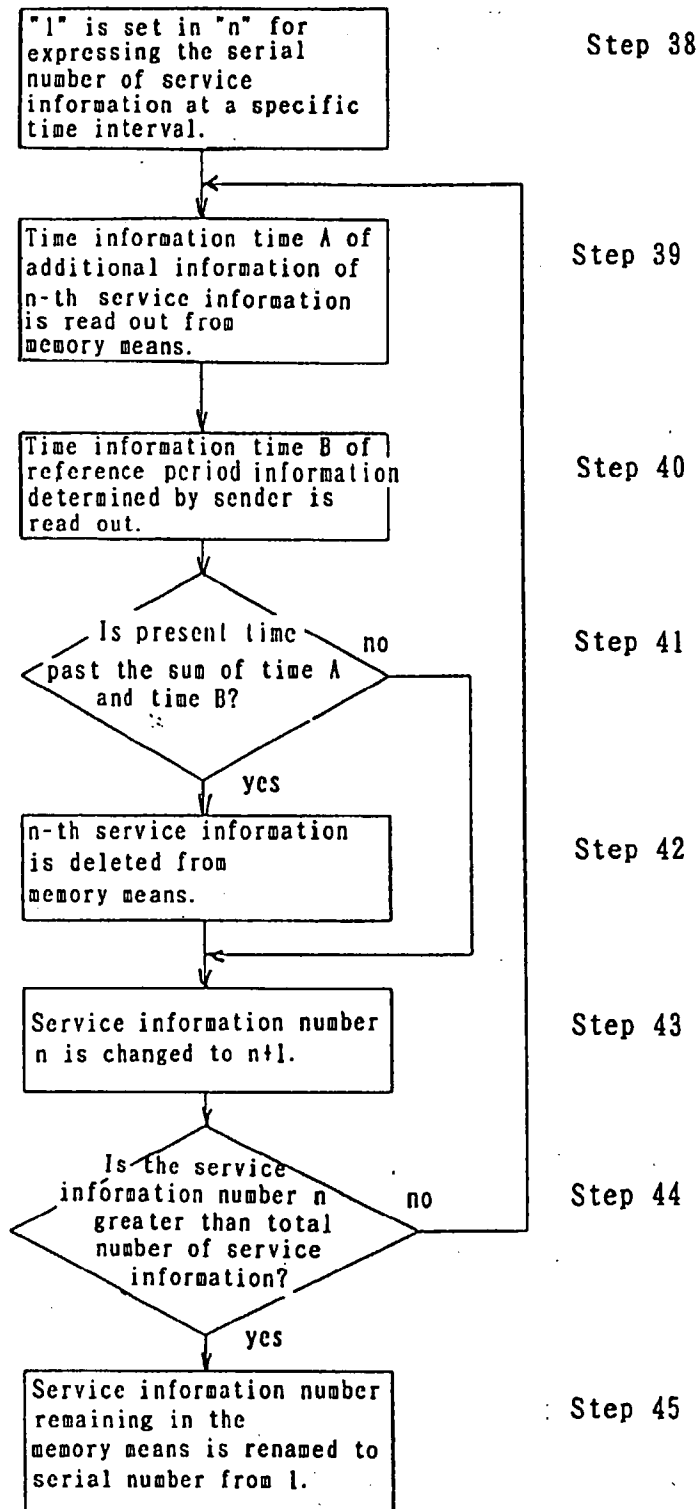 "1" is set in "n" for
expressing the serial
number of service
information at a specific
time interval.
Step 38
Time information time A of
additional information of
n-th service information
is read out from
memory means.
Step 39
Time information time B of
reference period information
determined by sender is
read out.
Step 40
Is present time
past the sum of time A
and time B?
no
yes
Step 41
n-th service information
is deleted from
memory means.
Step 42
Service information number
n is changed to n+1.
Step 43
Is the service
information number n
greater than total
number of service
information?
no
yes
Step 44
Service information number
remaining in the
memory means is renamed to
serial number from 1.
Step 45